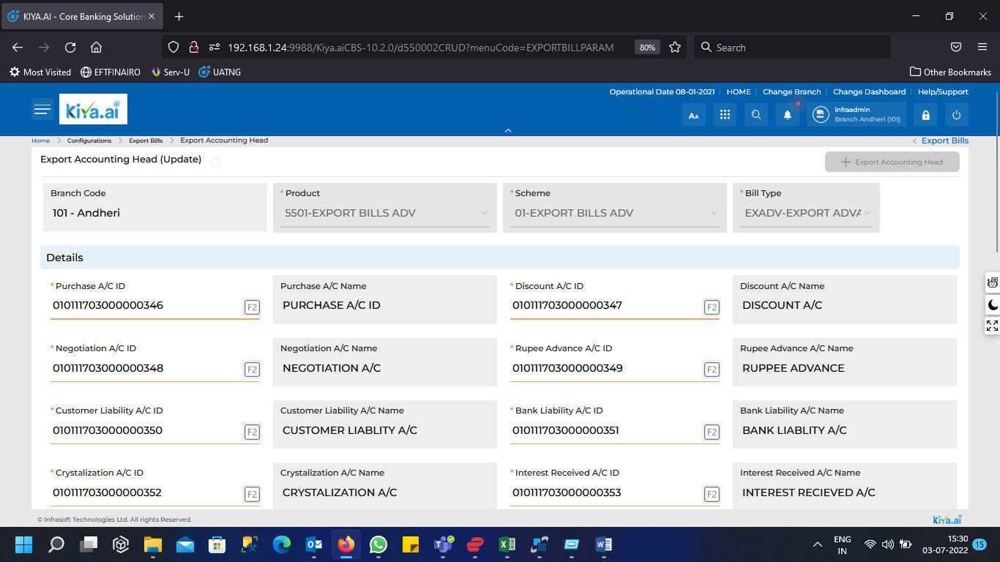 KIYA.AI - Core Banking Solution
192.168.1.24:9988/Kiya.aiCBS-10.2.0/d550002CRUD?menuCode=EXPORTBILLPARAM
80%
Search
Most Visited
EFTFINAIRO
Serv-U
UATNG
Other Bookmarks
Operational Date 08-01-2021
HOME
Change Branch
Change Dashboard
Help/Support
kiya.ai
AA
Infraadmin
Branch Andheri (101)
Home > Configurations > Export Bills > Export Accounting Head
< Export Bills
Export Accounting Head (Update)
+ Export Accounting Head
Branch Code
101 - Andheri
* Product
5501-EXPORT BILLS ADV
* Scheme
01-EXPORT BILLS ADV
* Bill Type
EXADV-EXPORT ADVA
Details
* Purchase A/C ID
010111703000000346
F2
Purchase A/C Name
PURCHASE A/C ID
* Discount A/C ID
010111703000000347
F2
Discount A/C Name
DISCOUNT A/C
* Negotiation A/C ID
010111703000000348
F2
Negotiation A/C Name
NEGOTIATION A/C
* Rupee Advance A/C ID
010111703000000349
F2
Rupee Advance A/C Name
RUPPEE ADVANCE
* Customer Liability A/C ID
010111703000000350
F2
Customer Liability A/C Name
CUSTOMER LIABLITY A/C
* Bank Liability A/C ID
010111703000000351
F2
Bank Liability A/C Name
BANK LIABLITY A/C
* Crystalization A/C ID
010111703000000352
F2
Crystalization A/C Name
CRYSTALIZATION A/C
* Interest Received A/C ID
010111703000000353
F2
Interest Received A/C Name
INTEREST RECIEVED A/C
© Infrasoft Technologies Ltd. All rights Reserved.
kiya.ai
ENG
IN
15:30
03-07-2022
15